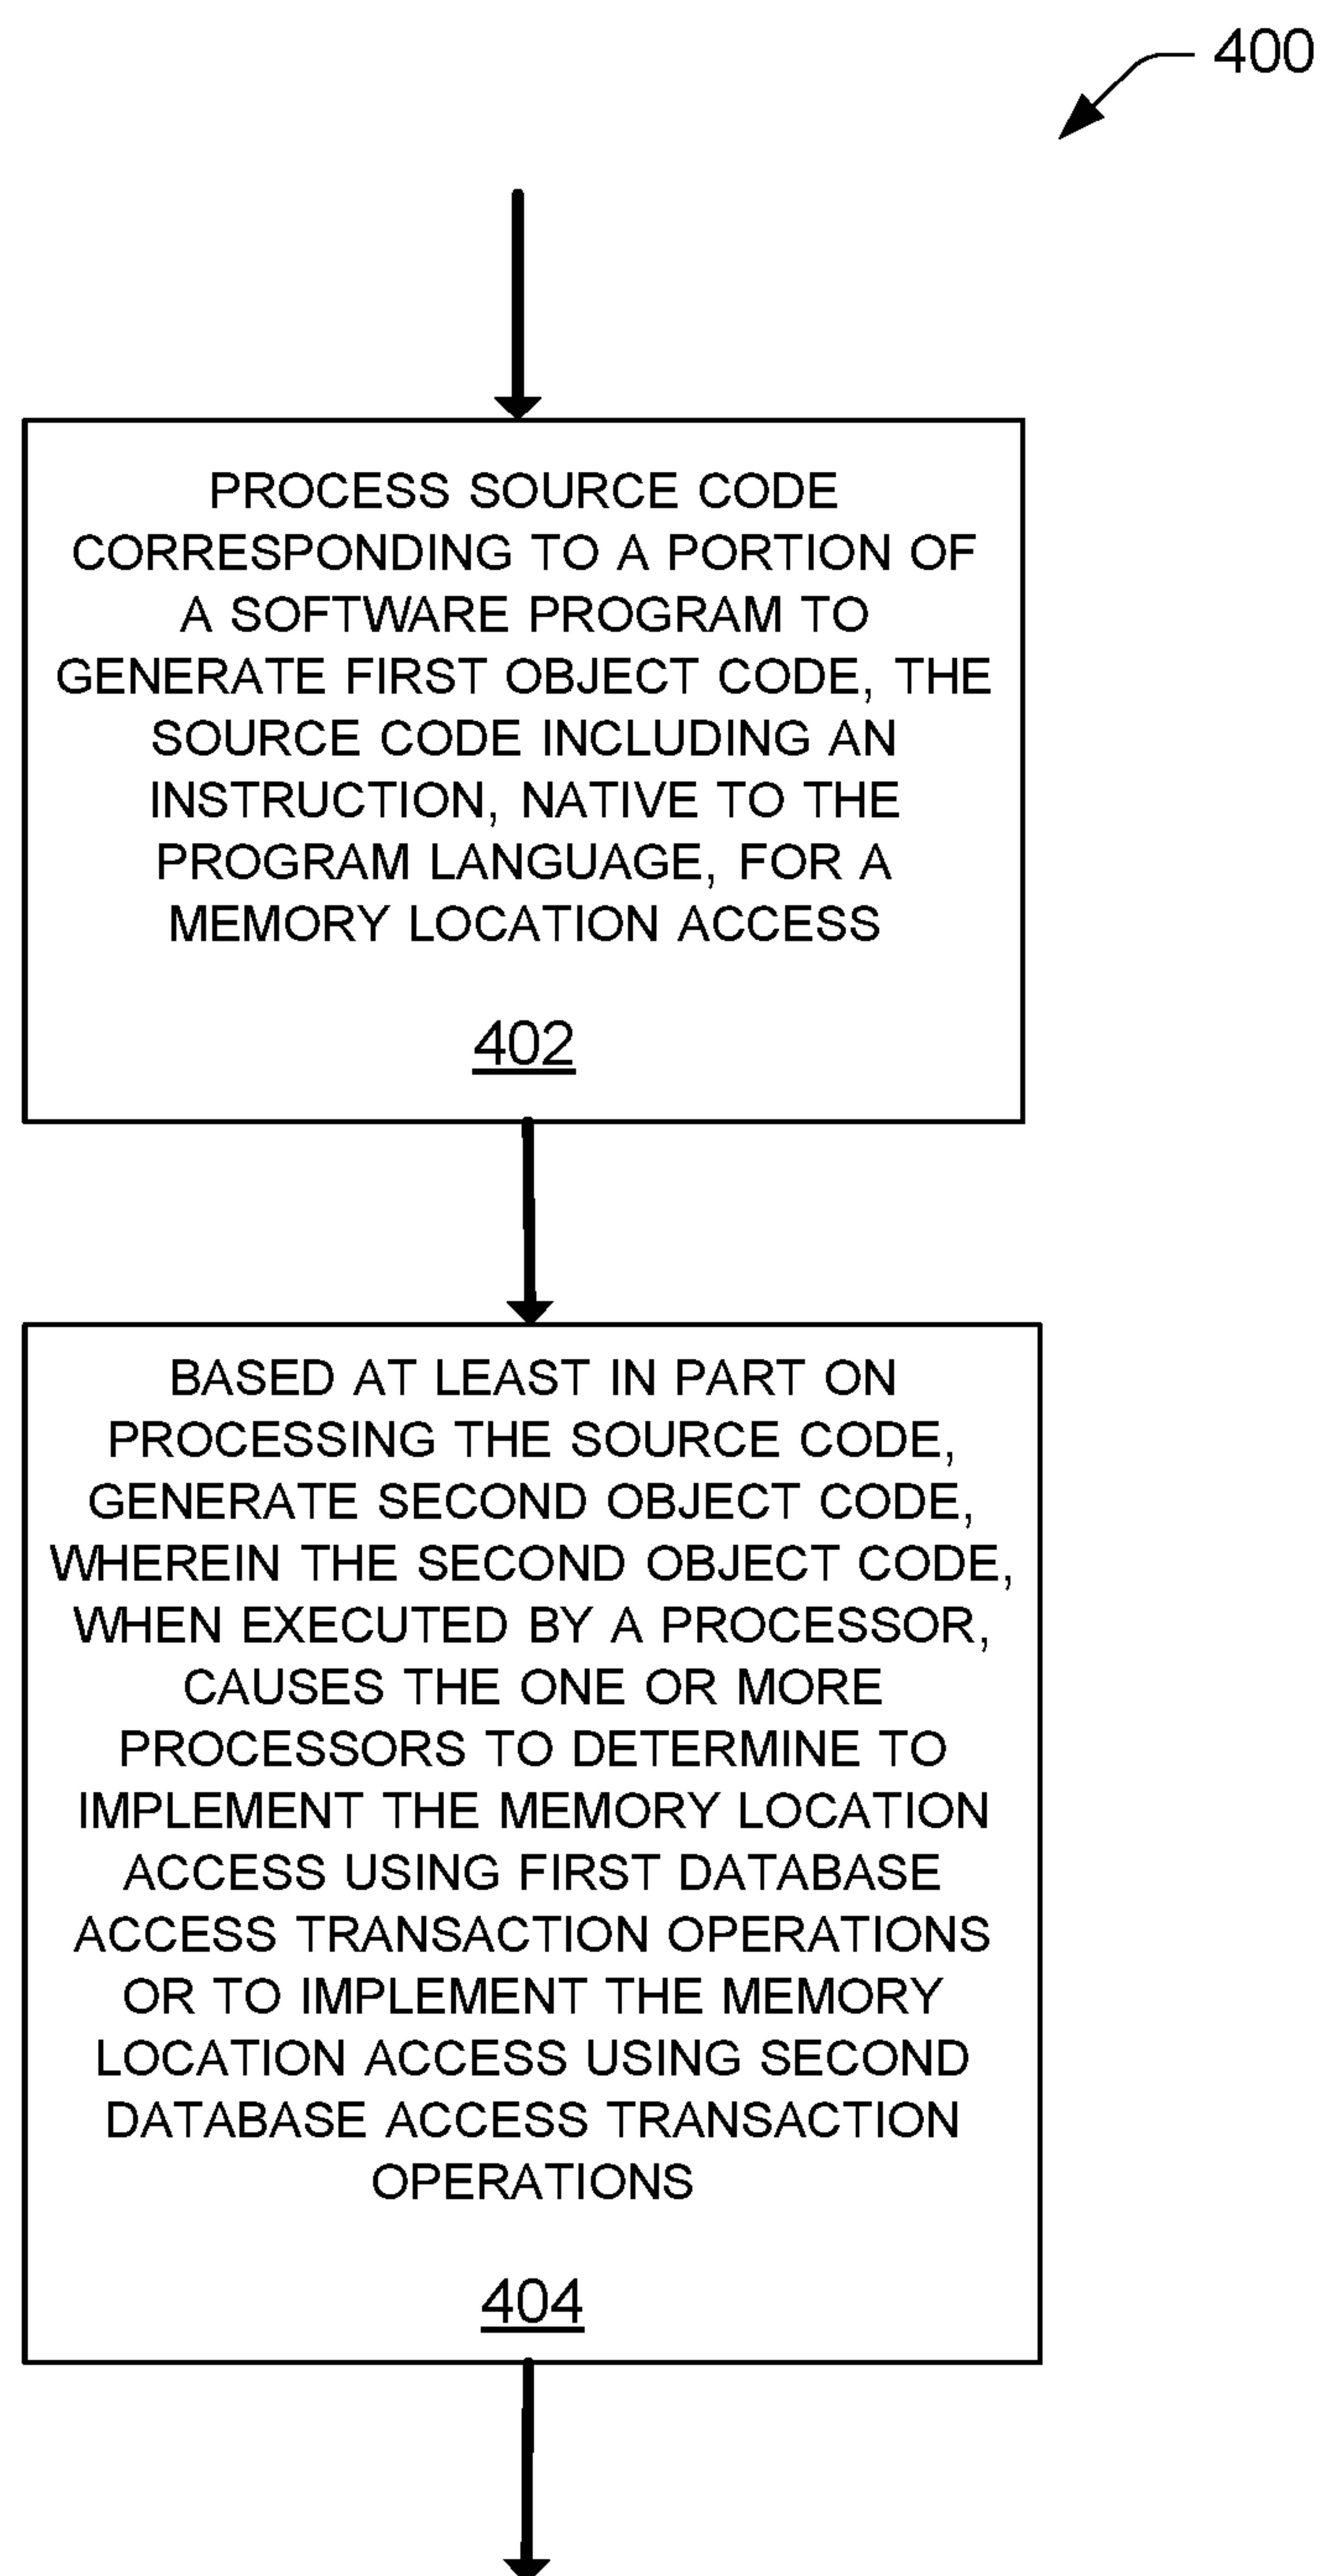 400
PROCESS SOURCE CODE
CORRESPONDING TO A PORTION OF
A SOFTWARE PROGRAM TO
GENERATE FIRST OBJECT CODE, THE
SOURCE CODE INCLUDING AN
INSTRUCTION, NATIVE TO THE
PROGRAM LANGUAGE, FOR A
MEMORY LOCATION ACCESS
402
BASED AT LEAST IN PART ON
PROCESSING THE SOURCE CODE,
GENERATE SECOND OBJECT CODE,
WHEREIN THE SECOND OBJECT CODE,
WHEN EXECUTED BY A PROCESSOR,
CAUSES THE ONE OR MORE
PROCESSORS TO DETERMINE TO
IMPLEMENT THE MEMORY LOCATION
ACCESS USING FIRST DATABASE
ACCESS TRANSACTION OPERATIONS
OR TO IMPLEMENT THE MEMORY
LOCATION ACCESS USING SECOND
DATABASE ACCESS TRANSACTION
OPERATIONS
404